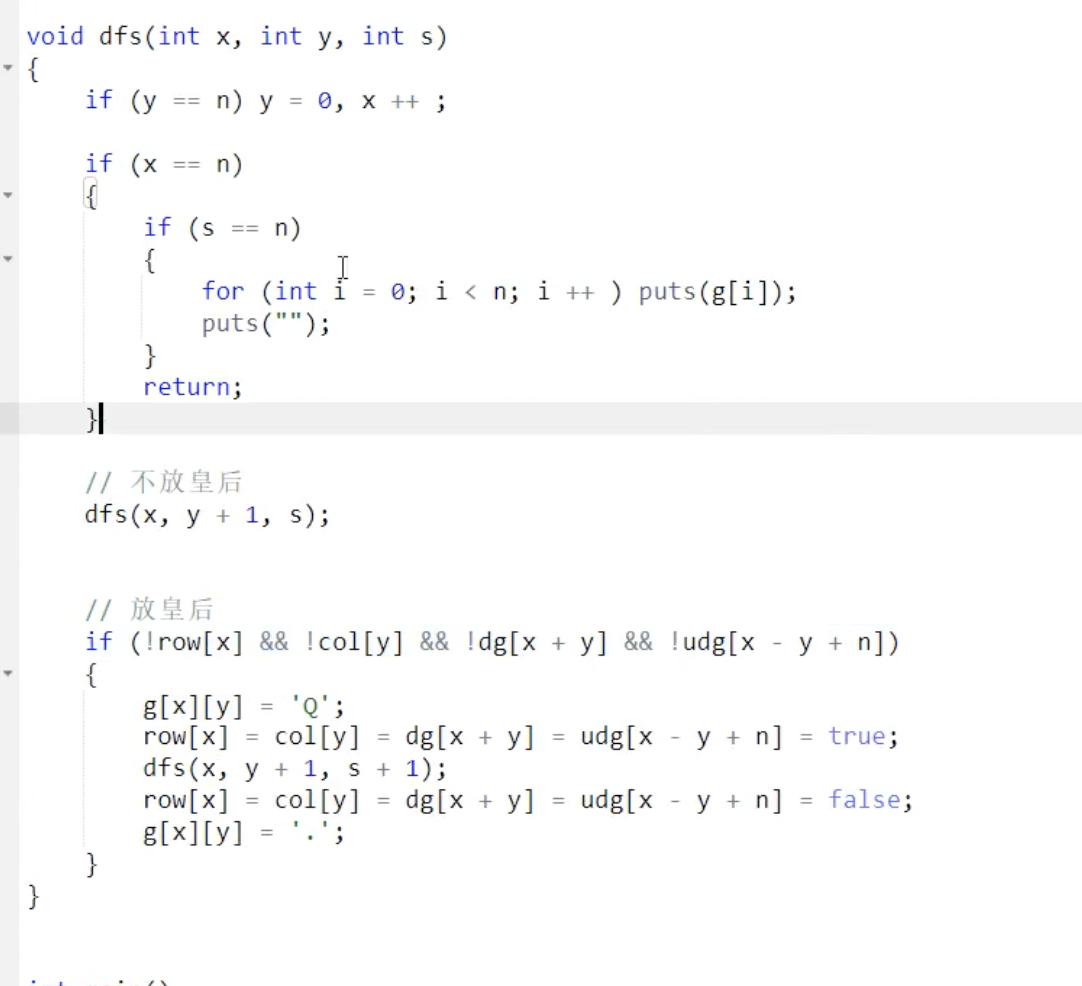 void dfs(int x, int y, int s)
{
    if (y == n) y = 0, x ++ ;
    if (x == n)
    {
        if (s == n)
        {
            for (int i = 0; i < n; i ++ ) puts(g[i]);
            puts("");
        }
        return;
    }
    // 不放皇后
    dfs(x, y + 1, s);
    // 放皇后
    if (!row[x] && !col[y] && !dg[x + y] && !udg[x - y + n])
    {
        g[x][y] = 'Q';
        row[x] = col[y] = dg[x + y] = udg[x - y + n] = true;
        dfs(x, y + 1, s + 1);
        row[x] = col[y] = dg[x + y] = udg[x - y + n] = false;
        g[x][y] = '.';
    }
}